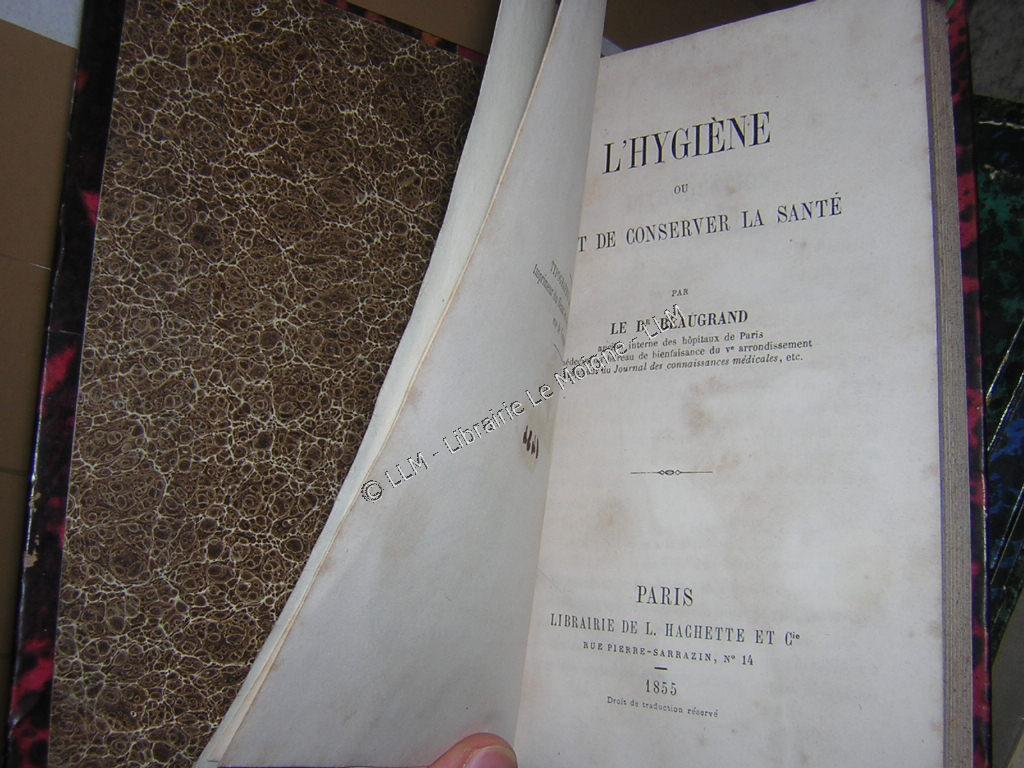 L'HYGIÈNE
OU
T DE CONSERVER LA SANTÉ
PAR
LE Dr BEAUGRAND
interne des hôpitaux de Paris
de bienfaisance du ve arrondissement
du Journal des connaissances médicales, etc.
© LLM - Librairie Le Moigne - LLM
PARIS
LIBRAIRIE DE L. HACHETTE ET Cie
RUE PIERRE-SARRAZIN, N° 14
1855
Droit de traduction réservé